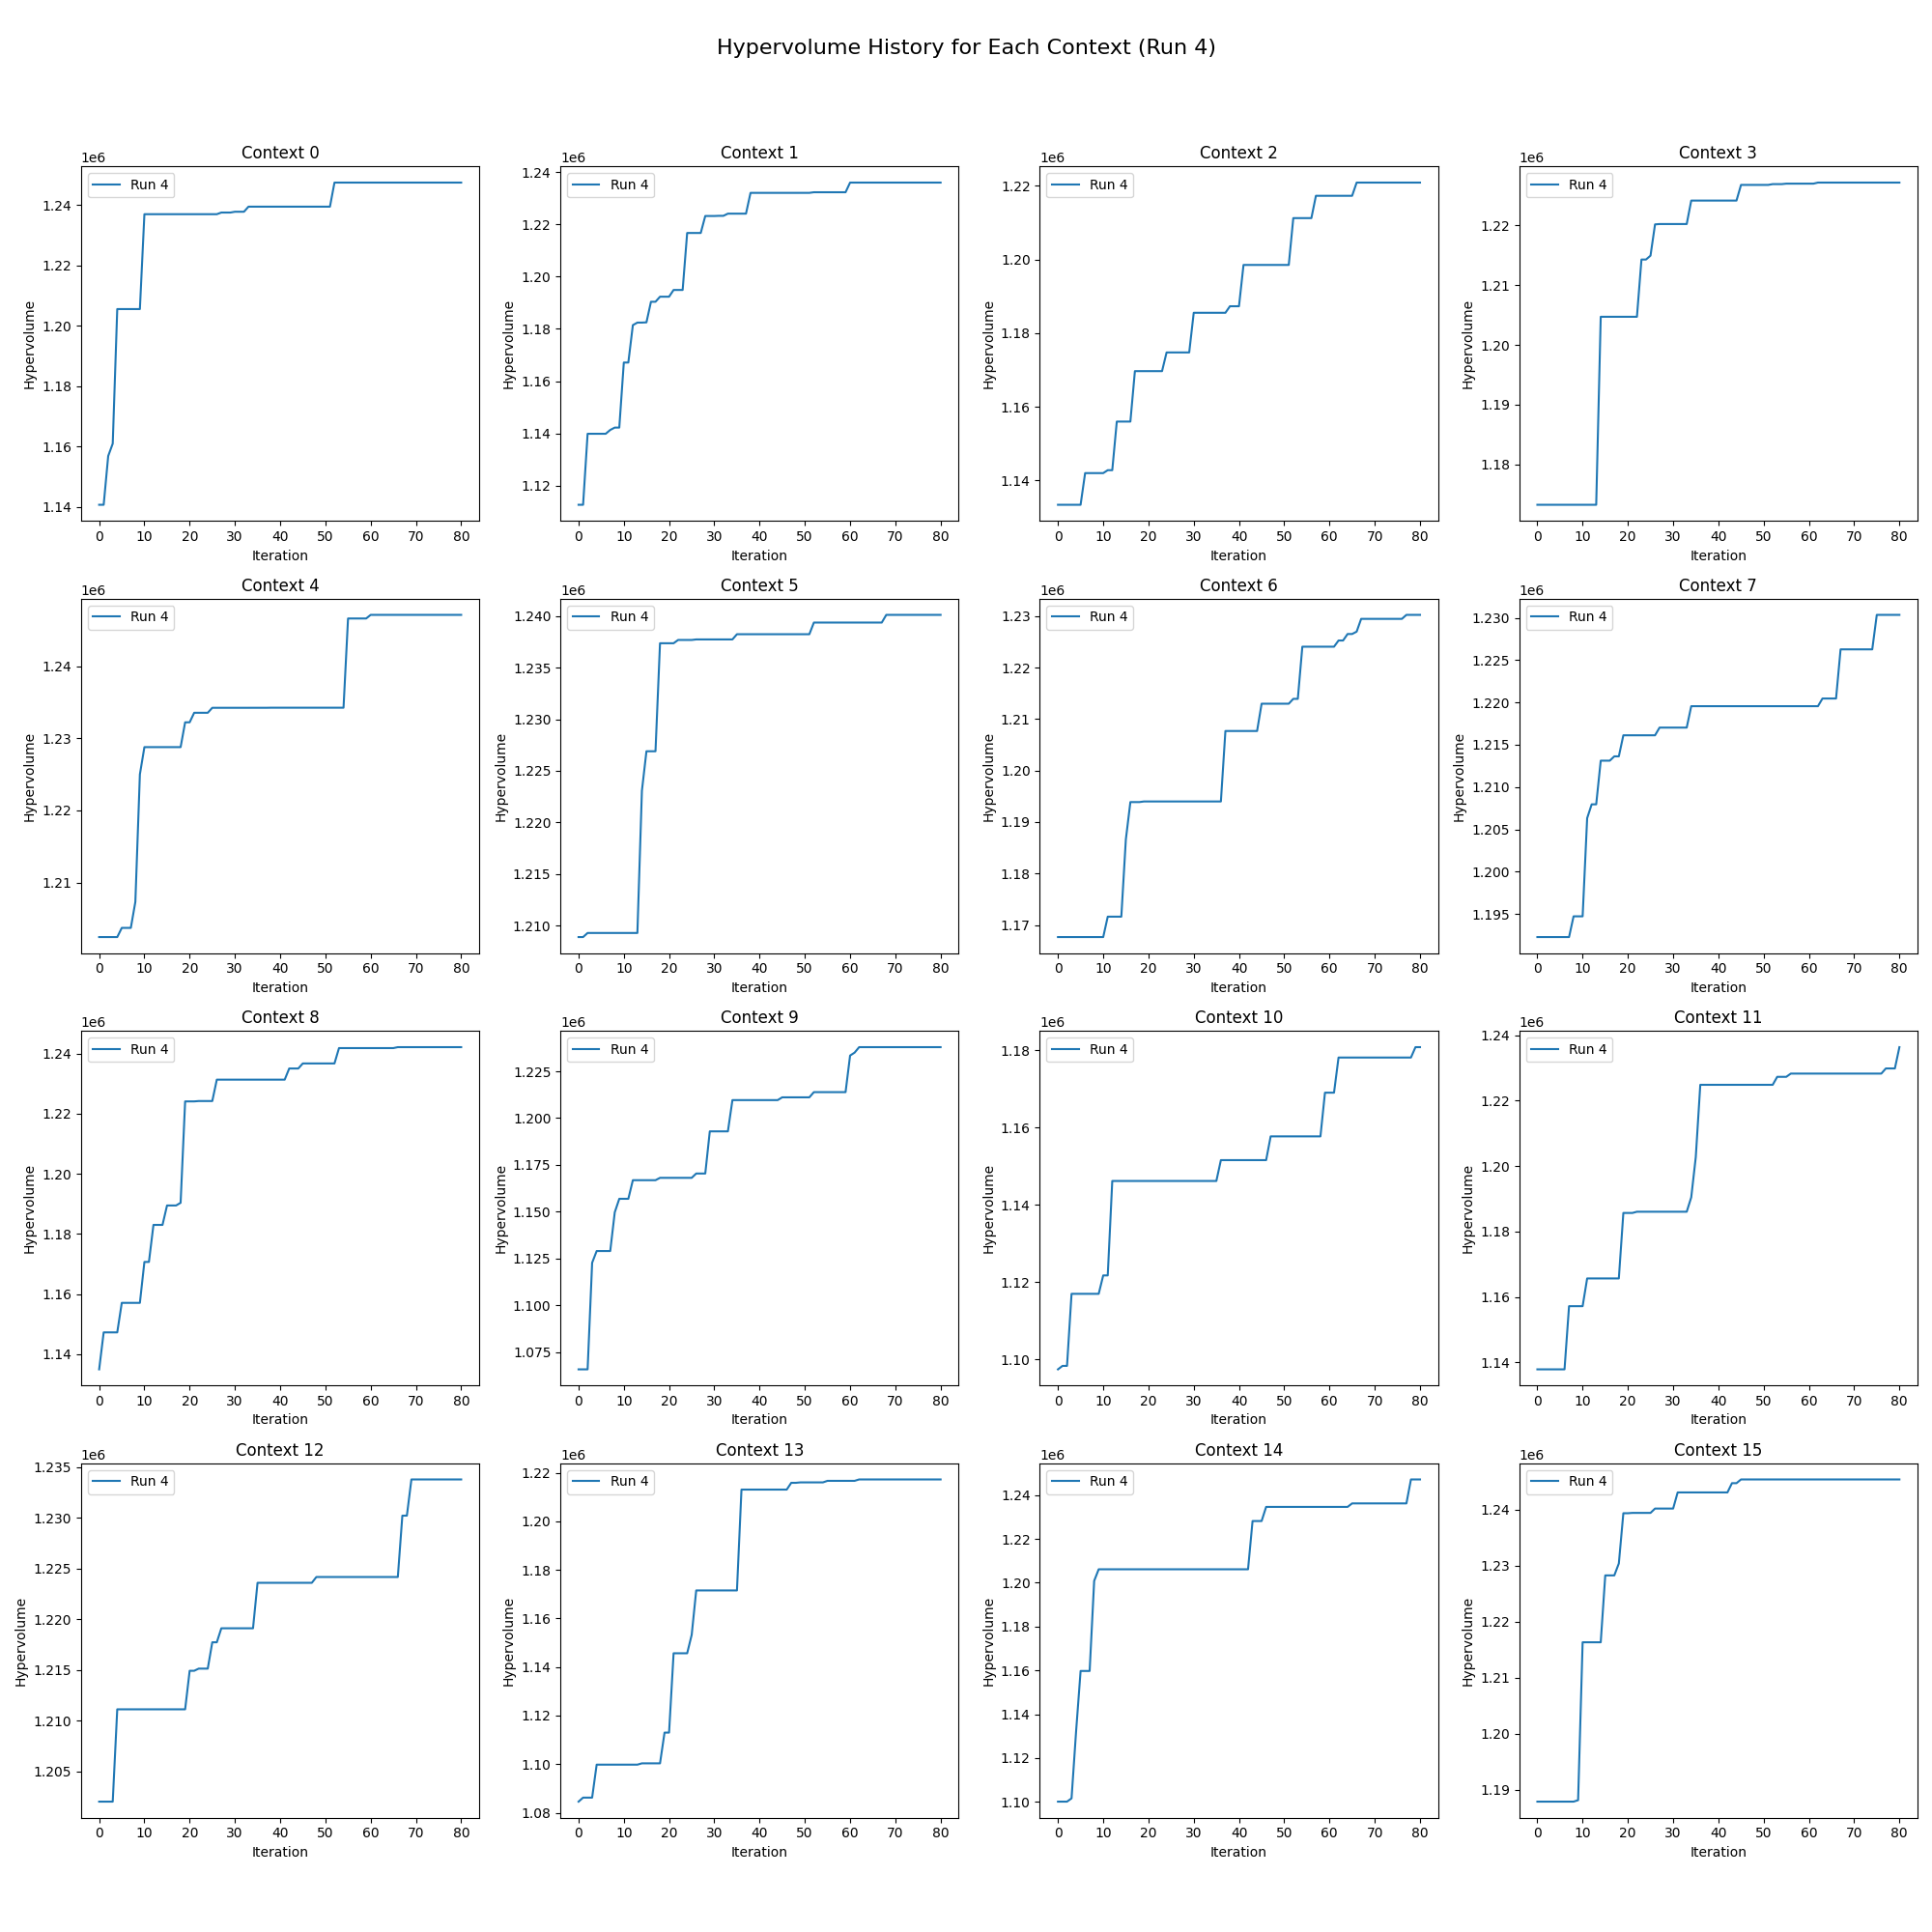 Hypervolume History for Each Context (Run 4)
Context 0
1e6
Run 4
1.24
1.22
1.20
1.18
1.16
1.14
Hypervolume
0 10 20 30 40 50 60 70 80
Iteration
Context 1
1e6
Run 4
1.24
1.22
1.20
1.18
1.16
1.14
1.12
Hypervolume
0 10 20 30 40 50 60 70 80
Iteration
Context 2
1e6
Run 4
1.22
1.20
1.18
1.16
1.14
Hypervolume
0 10 20 30 40 50 60 70 80
Iteration
Context 3
1e6
Run 4
1.22
1.21
1.20
1.19
1.18
Hypervolume
0 10 20 30 40 50 60 70 80
Iteration
Context 4
1e6
Run 4
1.24
1.23
1.22
1.21
Hypervolume
0 10 20 30 40 50 60 70 80
Iteration
Context 5
1e6
Run 4
1.240
1.235
1.230
1.225
1.220
1.215
1.210
Hypervolume
0 10 20 30 40 50 60 70 80
Iteration
Context 6
1e6
Run 4
1.23
1.22
1.21
1.20
1.19
1.18
1.17
Hypervolume
0 10 20 30 40 50 60 70 80
Iteration
Context 7
1e6
Run 4
1.230
1.225
1.220
1.215
1.210
1.205
1.200
1.195
Hypervolume
0 10 20 30 40 50 60 70 80
Iteration
Context 8
1e6
Run 4
1.24
1.22
1.20
1.18
1.16
1.14
Hypervolume
0 10 20 30 40 50 60 70 80
Iteration
Context 9
1e6
Run 4
1.225
1.200
1.175
1.150
1.125
1.100
1.075
Hypervolume
0 10 20 30 40 50 60 70 80
Iteration
Context 10
1e6
Run 4
1.18
1.16
1.14
1.12
1.10
Hypervolume
0 10 20 30 40 50 60 70 80
Iteration
Context 11
1e6
Run 4
1.24
1.22
1.20
1.18
1.16
1.14
Hypervolume
0 10 20 30 40 50 60 70 80
Iteration
Context 12
1e6
Run 4
1.235
1.230
1.225
1.220
1.215
1.210
1.205
Hypervolume
0 10 20 30 40 50 60 70 80
Iteration
Context 13
1e6
Run 4
1.22
1.20
1.18
1.16
1.14
1.12
1.10
1.08
Hypervolume
0 10 20 30 40 50 60 70 80
Iteration
Context 14
1e6
Run 4
1.24
1.22
1.20
1.18
1.16
1.14
1.12
1.10
Hypervolume
0 10 20 30 40 50 60 70 80
Iteration
Context 15
1e6
Run 4
1.24
1.23
1.22
1.21
1.20
1.19
Hypervolume
0 10 20 30 40 50 60 70 80
Iteration